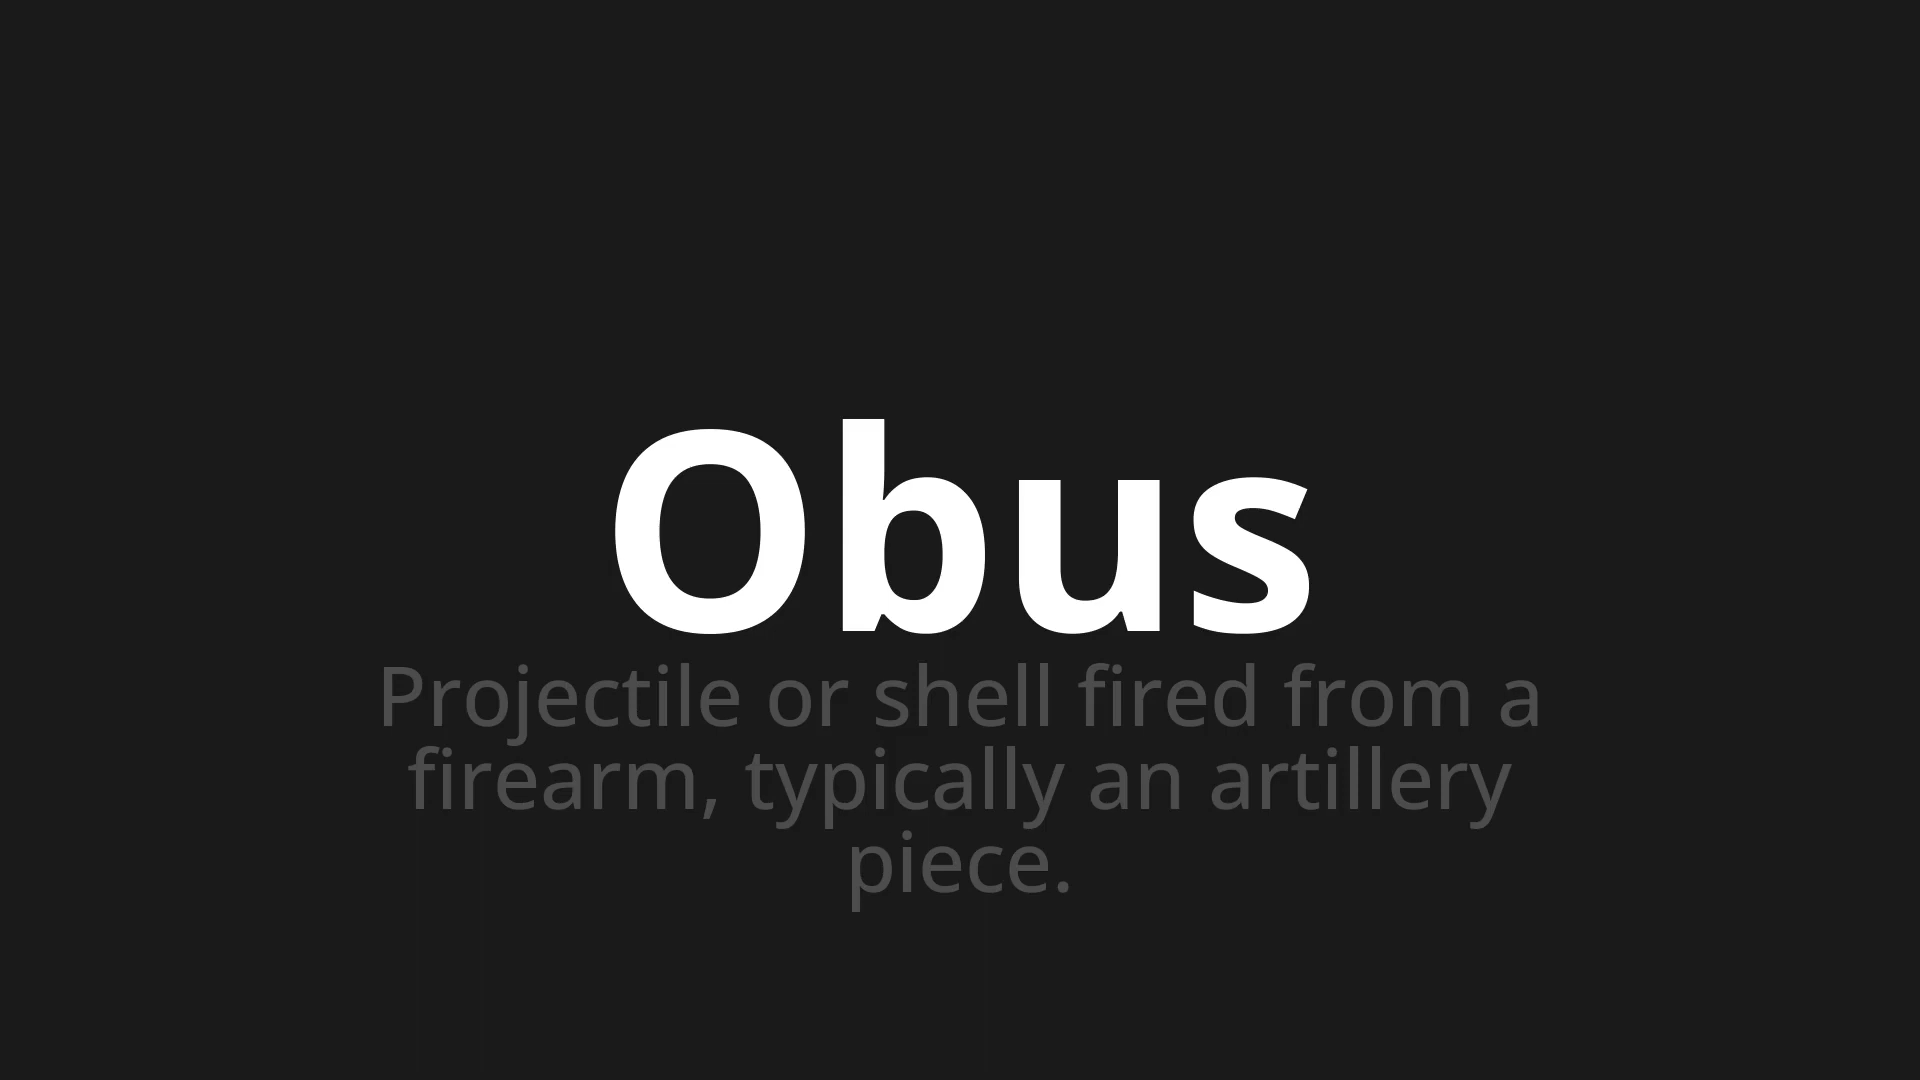 Obus
Projectile or shell fired from a
firearm, typically an artillery
piece.